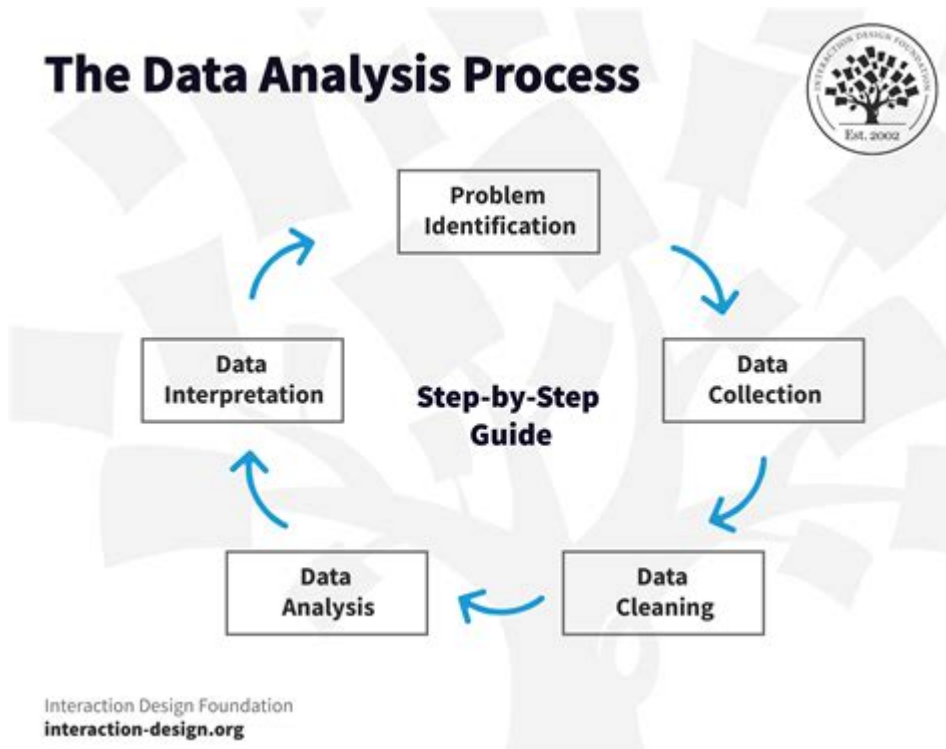 The Data Analysis Process
INTERACTION DESIGN FOUNDATION
Est. 2002
Problem
Identification
Data
Collection
Data
Cleaning
Data
Analysis
Data
Interpretation
Step-by-Step
Guide
Interaction Design Foundation
interaction-design.org